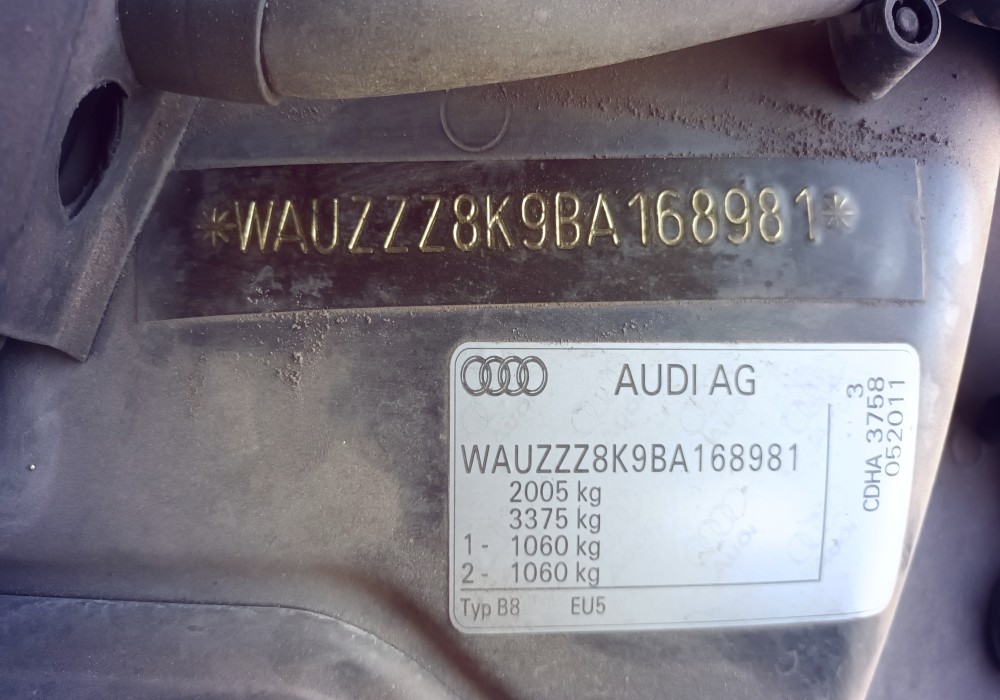 *WAUZZZ8K9BA168981*
AUDI AG
WAUZZZ8K9BA168981
2005 kg
3375 kg
1- 1060 kg
2- 1060 kg
Typ B8 EU5
3
CDHA 3758
052011